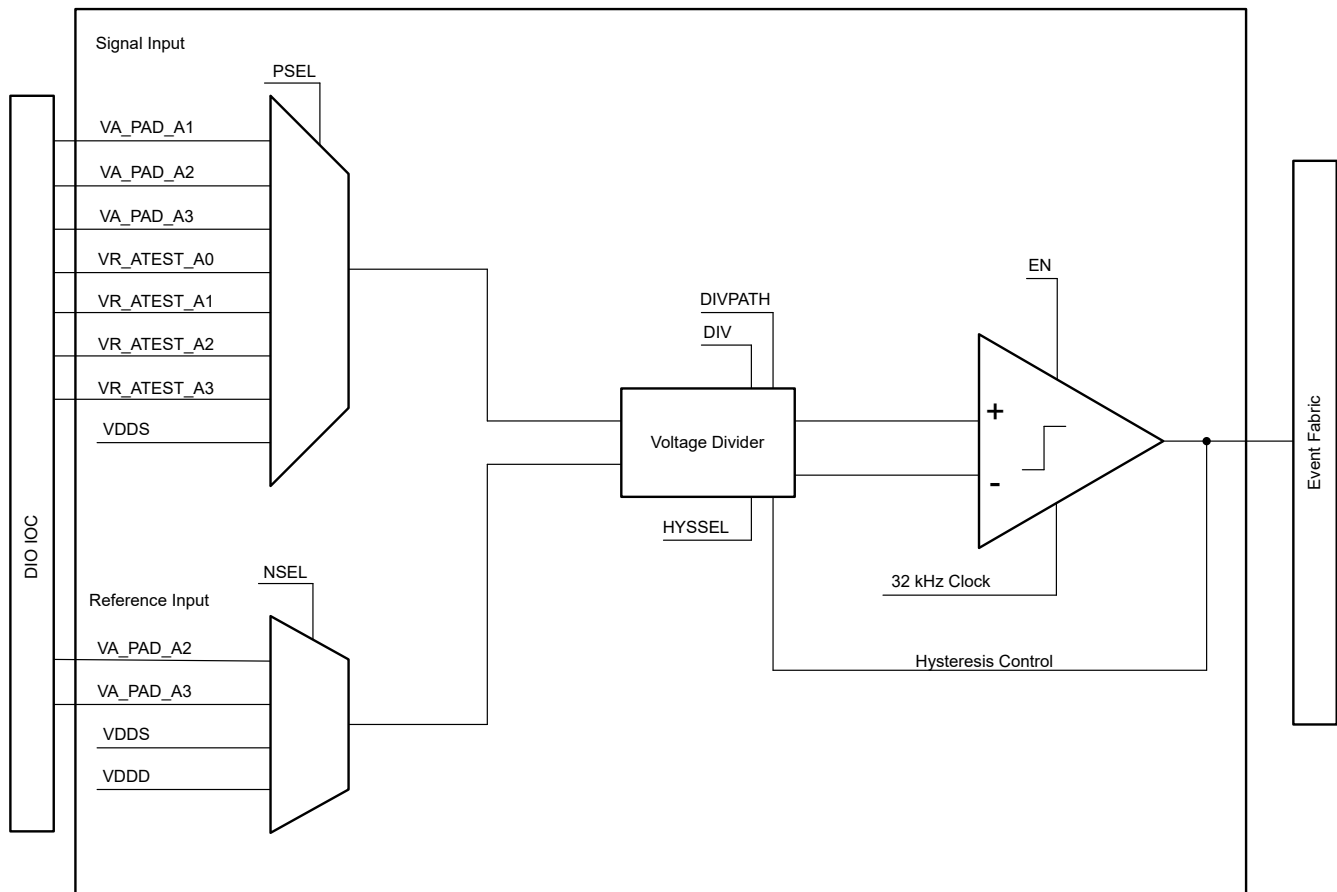 Signal Input
PSEL
VA_PAD_A1
VA_PAD_A2
VA_PAD_A3
VR_ATEST_A0
VR_ATEST_A1
VR_ATEST_A2
VR_ATEST_A3
VDDS
DIO IOC
Reference Input
NSEL
VA_PAD_A2
VA_PAD_A3
VDDS
VDDD
DIVPATH
DIV
Voltage Divider
HYSSEL
EN
+
-
32 kHz Clock
Hysteresis Control
Event Fabric